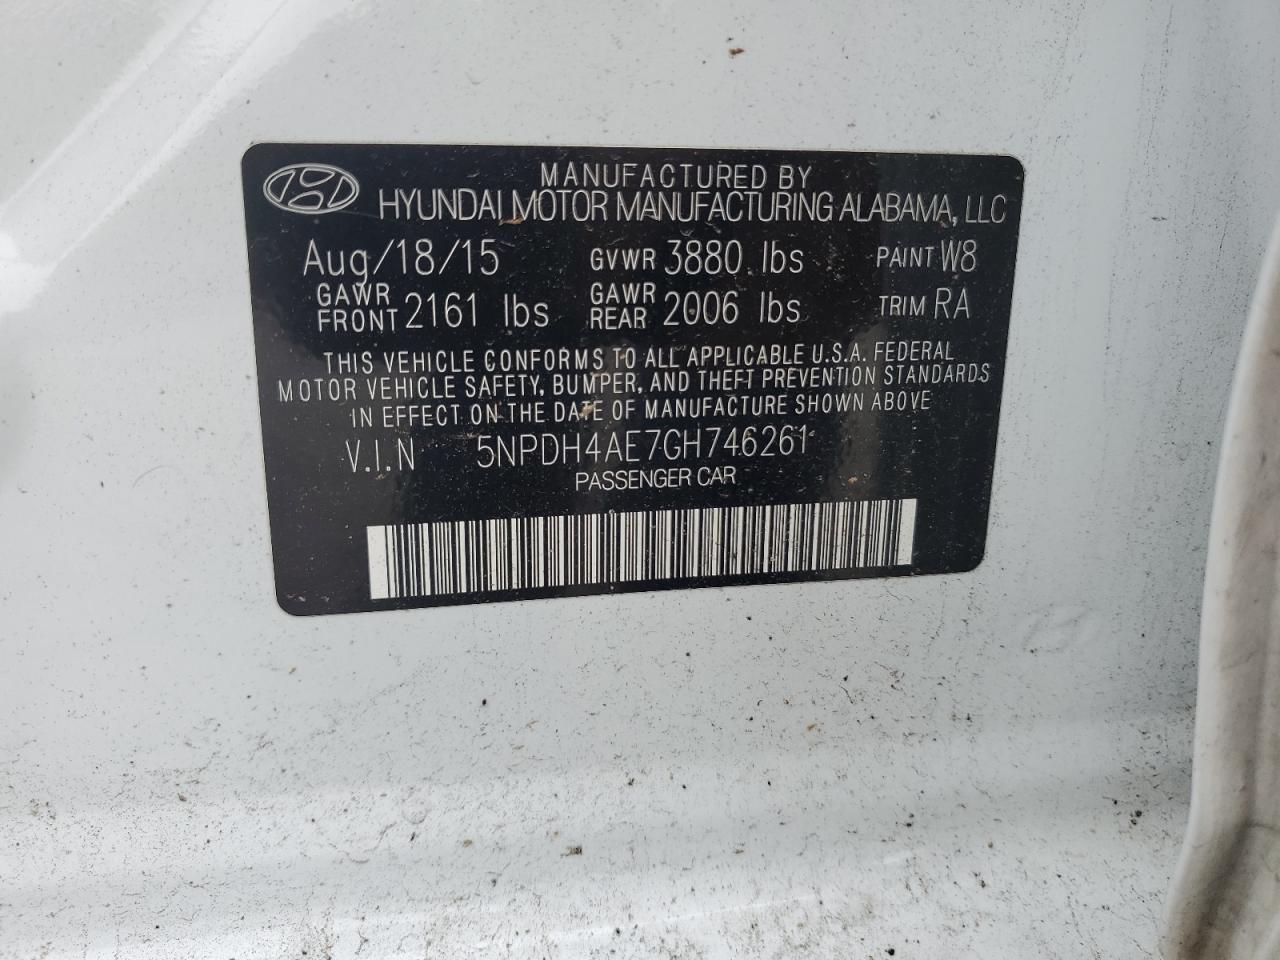 MANUFACTURED BY
HYUNDAI MOTOR MANUFACTURING ALABAMA, LLC
Aug/18/15 GVWR 3880 lbs PAINT W8
GAWR FRONT 2161 lbs GAWR REAR 2006 lbs TRIM RA
THIS VEHICLE CONFORMS TO ALL APPLICABLE U.S.A. FEDERAL
MOTOR VEHICLE SAFETY, BUMPER, AND THEFT PREVENTION STANDARDS
IN EFFECT ON THE DATE OF MANUFACTURE SHOWN ABOVE
V.I.N 5NPDH4AE7GH746261
PASSENGER CAR